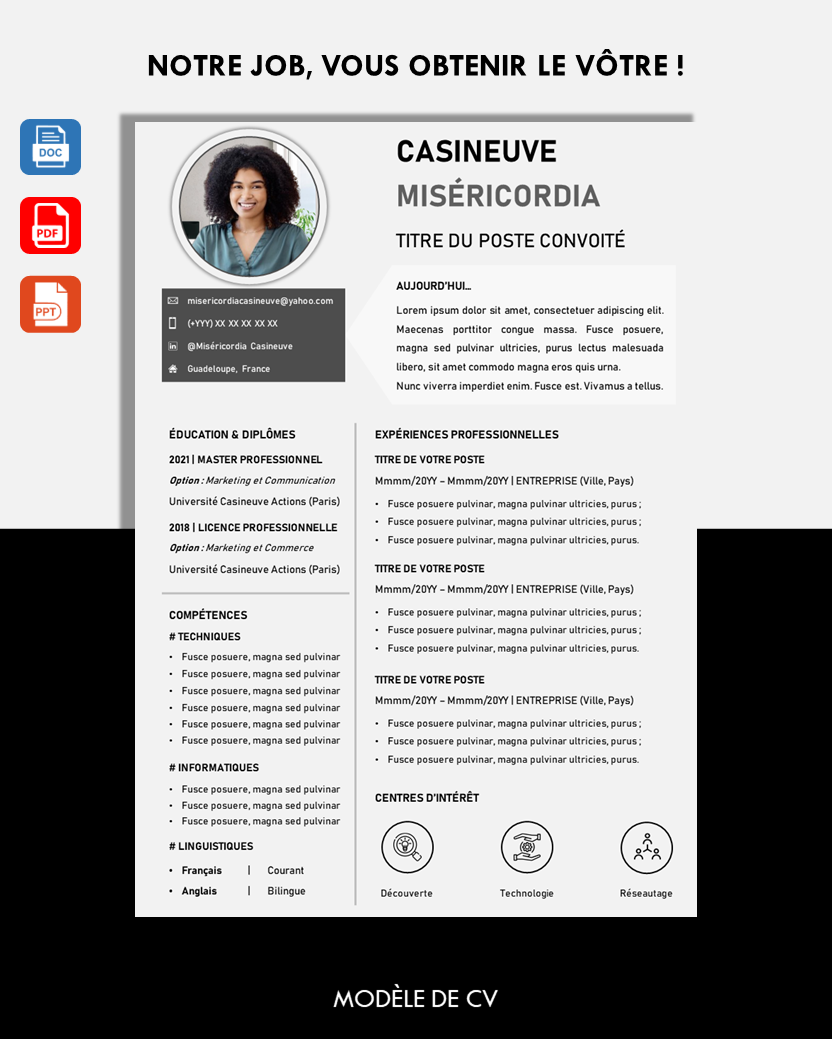 NOTRE JOB, VOUS OBTENIR LE VÔTRE !
DOC
PDF
PPT
CASINEUVE
MISÉRICORDIA
TITRE DU POSTE CONVOITÉ
misericordiacasineuve@yahoo.com
(+YYY) XX XX XX XX XX
in
@Miséricordia Casineuve
Guadeloupe, France
AUJOURD'HUI...
Lorem ipsum dolor sit amet, consectetuer adipiscing elit.
Maecenas porttitor congue massa. Fusce posuere,
magna sed pulvinar ultricies, purus lectus malesuada
libero, sit amet commodo magna eros quis urna.
Nunc viverra imperdiet enim. Fusce est. Vivamus a tellus.
ÉDUCATION & DIPLÔMES
2021 | MASTER PROFESSIONNEL
Option : Marketing et Communication
Université Casineuve Actions (Paris)
2018 | LICENCE PROFESSIONNELLE
Option : Marketing et Commerce
Université Casineuve Actions (Paris)
COMPÉTENCES
# TECHNIQUES
• Fusce posuere, magna sed pulvinar
• Fusce posuere, magna sed pulvinar
• Fusce posuere, magna sed pulvinar
• Fusce posuere, magna sed pulvinar
• Fusce posuere, magna sed pulvinar
• Fusce posuere, magna sed pulvinar
# INFORMATIQUES
• Fusce posuere, magna sed pulvinar
• Fusce posuere, magna sed pulvinar
• Fusce posuere, magna sed pulvinar
# LINGUISTIQUES
• Français | Courant
• Anglais | Bilingue
EXPÉRIENCES PROFESSIONNELLES
TITRE DE VOTRE POSTE
Mmmm/20YY – Mmmm/20YY | ENTREPRISE (Ville, Pays)
• Fusce posuere pulvinar, magna pulvinar ultricies, purus ;
• Fusce posuere pulvinar, magna pulvinar ultricies, purus ;
• Fusce posuere pulvinar, magna pulvinar ultricies, purus.
TITRE DE VOTRE POSTE
Mmmm/20YY – Mmmm/20YY | ENTREPRISE (Ville, Pays)
• Fusce posuere pulvinar, magna pulvinar ultricies, purus ;
• Fusce posuere pulvinar, magna pulvinar ultricies, purus ;
• Fusce posuere pulvinar, magna pulvinar ultricies, purus.
TITRE DE VOTRE POSTE
Mmmm/20YY – Mmmm/20YY | ENTREPRISE (Ville, Pays)
• Fusce posuere pulvinar, magna pulvinar ultricies, purus ;
• Fusce posuere pulvinar, magna pulvinar ultricies, purus ;
• Fusce posuere pulvinar, magna pulvinar ultricies, purus.
CENTRES D'INTÉRÊT
Découverte
Technologie
Réseautage
MODÈLE DE CV